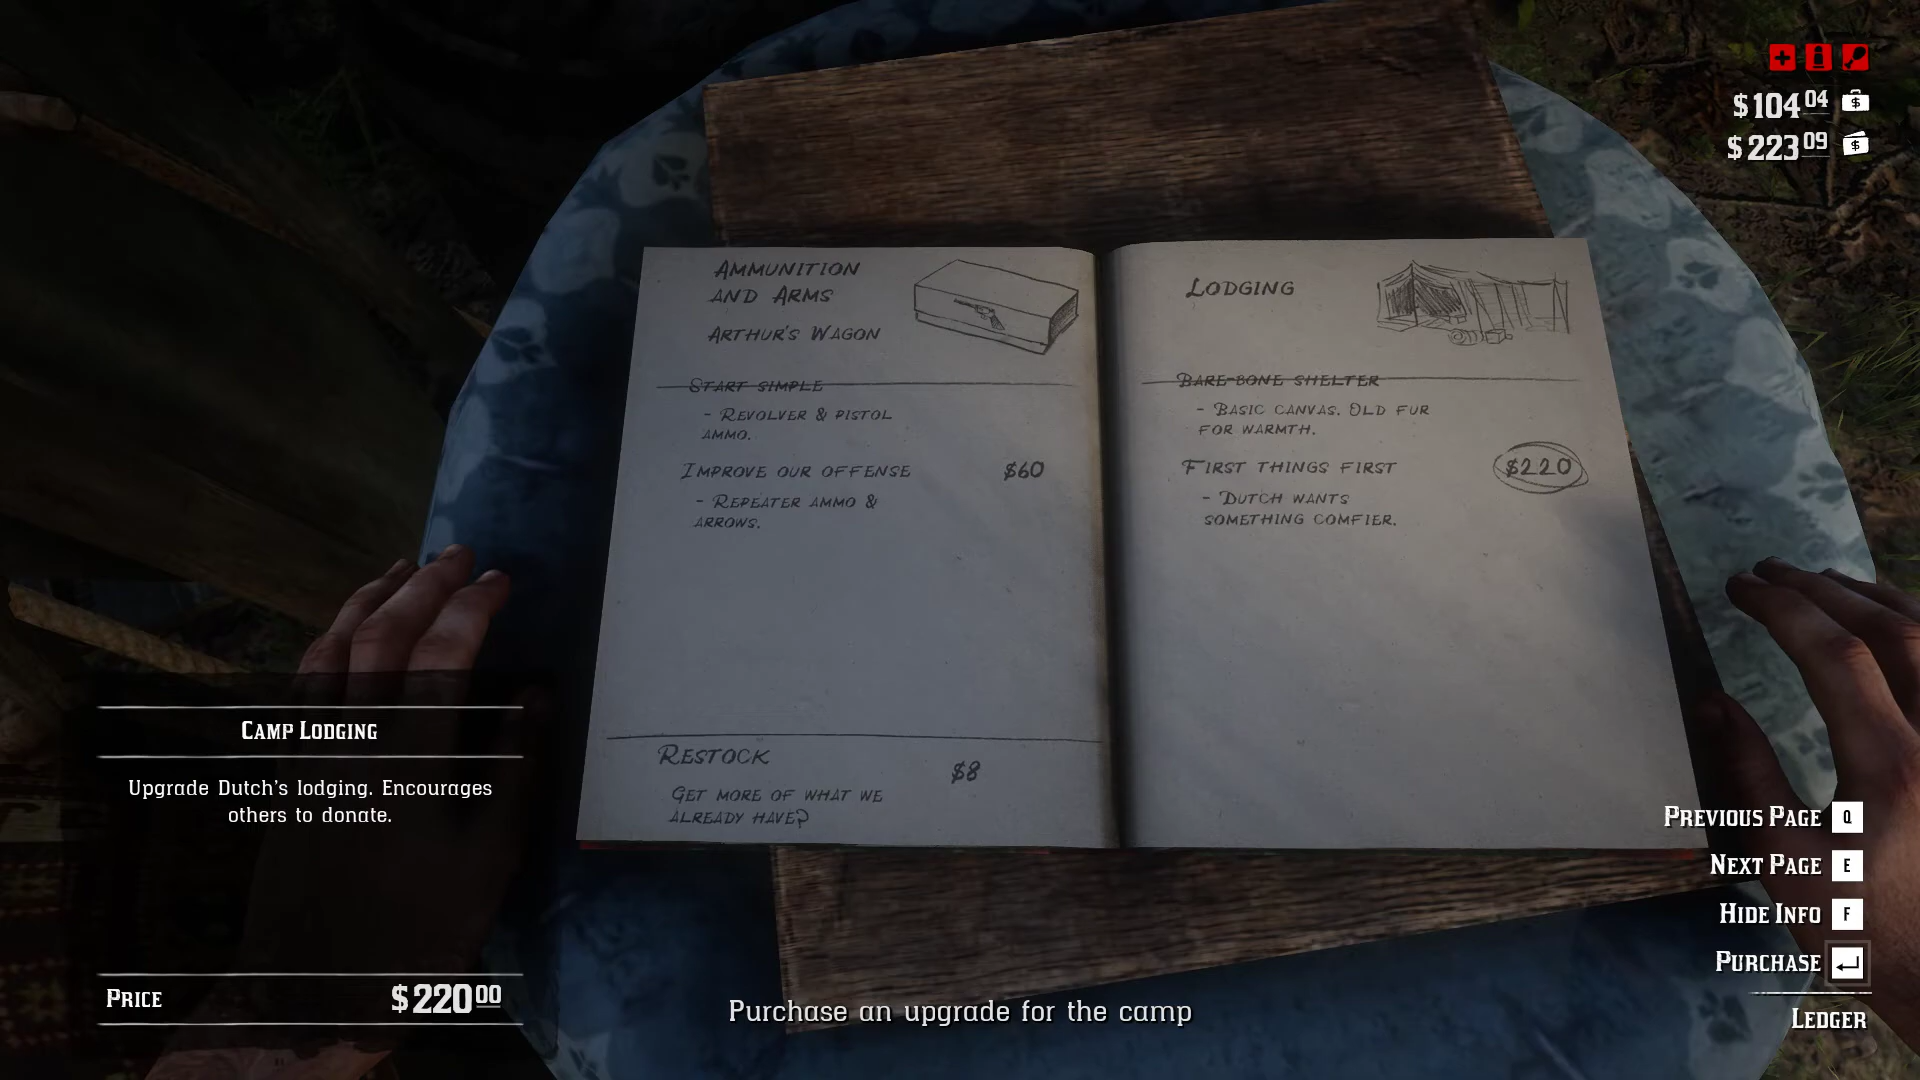 $104 04
$223 09
AMMUNITION
AND ARMS
ARTHUR'S WAGON
START SIMPLE
- REVOLVER & PISTOL
AMMO.
IMPROVE OUR OFFENSE $60
- REPEATER AMMO &
ARROWS.
RESTOCK $8
GET MORE OF WHAT WE
ALREADY HAVE?
LODGING
BARE-BONE SHELTER
- BASIC CANVAS. OLD FUR
FOR WARMTH.
FIRST THINGS FIRST $220
- DUTCH WANTS
SOMETHING COMFIER.
CAMP LODGING
Upgrade Dutch's lodging. Encourages
others to donate.
PRICE $220 00
Purchase an upgrade for the camp
PREVIOUS PAGE Q
NEXT PAGE E
HIDE INFO F
PURCHASE
LEDGER